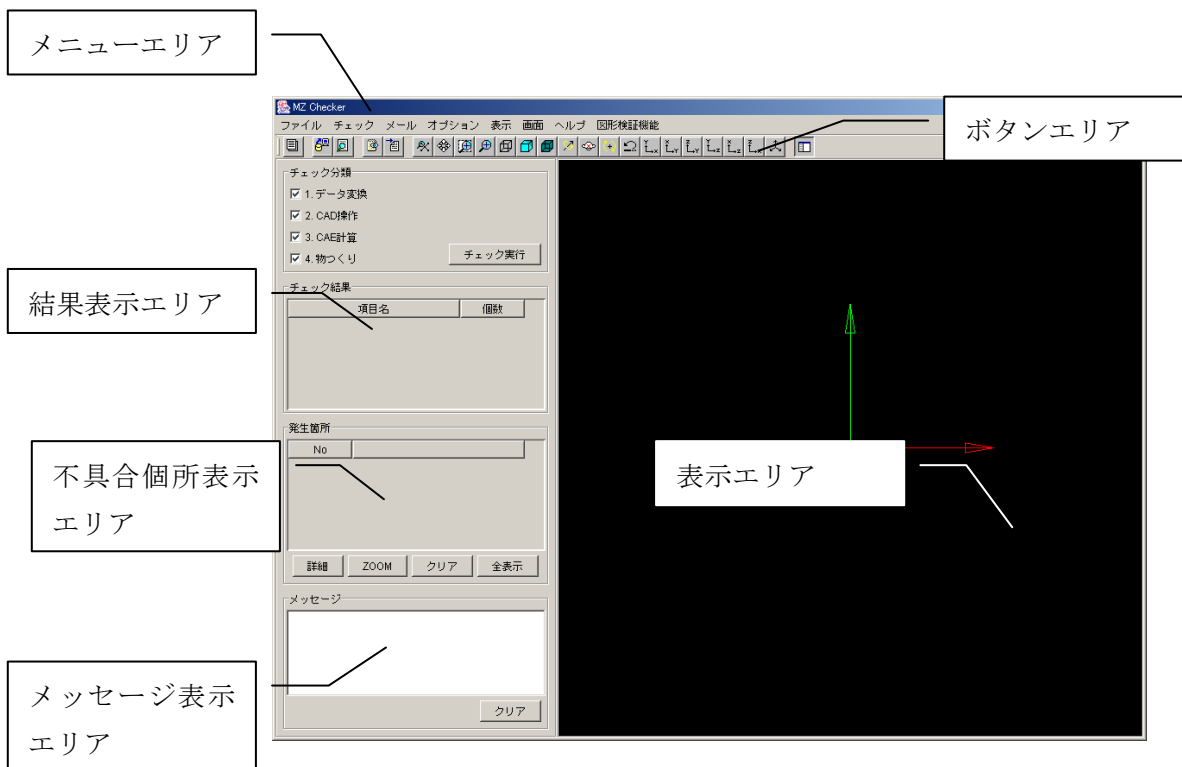 メニューエリア
MZ Checker
ファイル チェック メール オプション 表示 画面 ヘルプ 図形検証機能
ボタンエリア
チェック分類
1.データ変換
2. CAD操作
3. CAE計算
4.物つくり
チェック実行
結果表示エリア
チェック結果
項目名 個数
発生箇所
No
不具合個所表示
エリア
表示エリア
詳細 ZOOM クリア 全表示
メッセージ
メッセージ表示
エリア
クリア